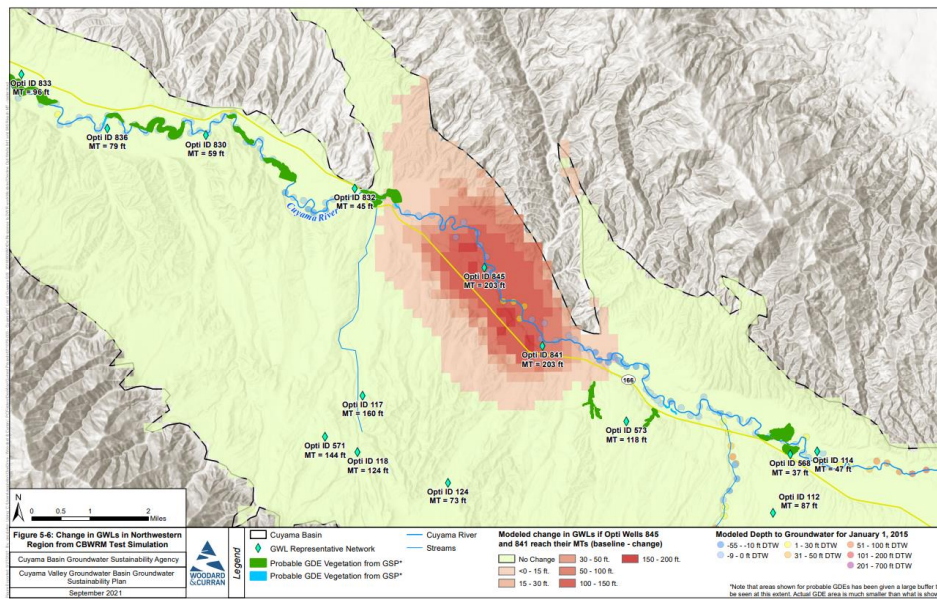 Opti ID 833
MT = 96 ft
Opti ID 836
MT = 79 ft
Opti ID 830
MT = 59 ft
Opti ID 832
MT = 45 ft
Cuyama River
Opti ID 845
MT = 203 ft
Opti ID 841
MT = 203 ft
166
Opti ID 117
MT = 160 ft
Opti ID 571
MT = 144 ft
Opti ID 118
MT = 124 ft
Opti ID 573
MT = 118 ft
Opti ID 124
MT = 73 ft
Opti ID 568
MT = 37 ft
Opti ID 114
MT = 47 ft
Opti ID 112
MT = 87 ft
N
0 0.5 1 2
Miles
Figure 5-6: Change in GWLs in Northwestern
Region from CBWRM Test Simulation
Cuyama Basin Groundwater Sustainability Agency
Cuyama Valley Groundwater Basin Groundwater
Sustainability Plan
September 2021
WOODARD
&CURRAN
Legend
Cuyama Basin
GWL Representative Network
Probable GDE Vegetation from GSP*
Probable GDE Vegetation from GSP*
Cuyama River
Streams
Modeled change in GWLs if Opti Wells 845
and 841 reach their MTs (baseline - change)
No Change
<0 - 15 ft.
15 - 30 ft.
30 - 50 ft.
50 - 100 ft.
100 - 150 ft.
150 - 200 ft.
Modeled Depth to Groundwater for January 1, 2015
-55 - -10 ft DTW
-9 - 0 ft DTW
1 - 30 ft DTW
31 - 50 ft DTW
51 - 100 ft DTW
101 - 200 ft DTW
201 - 700 ft DTW
*Note that areas shown for probable GDEs has been given a large buffer t
be seen at this extent. Actual GDE area is much smaller than what is show